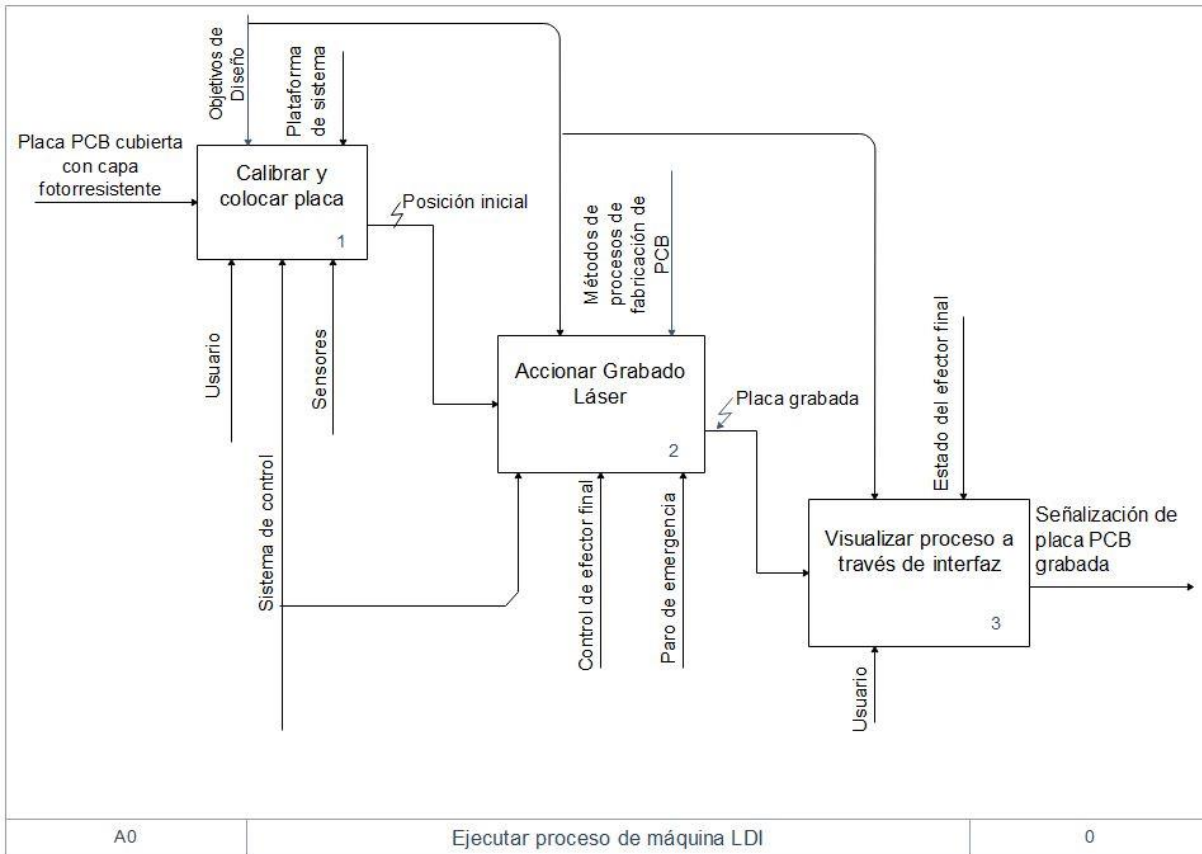 Objetivos de
Diseño
Plataforma
de sistema
Placa PCB cubierta
con capa
fotorresistente
Calibrar y
colocar placa
1
Posición inicial
Usuario
Sensores
Sistema de control
Métodos de
procesos de
fabricación de
PCB
Accionar Grabado
Láser
2
Placa grabada
Control de efector final
Paro de emergencia
Estado del efector final
Visualizar proceso a
través de interfaz
3
Señalización de
placa PCB
grabada
Usuario
A0
Ejecutar proceso de máquina LDI
0